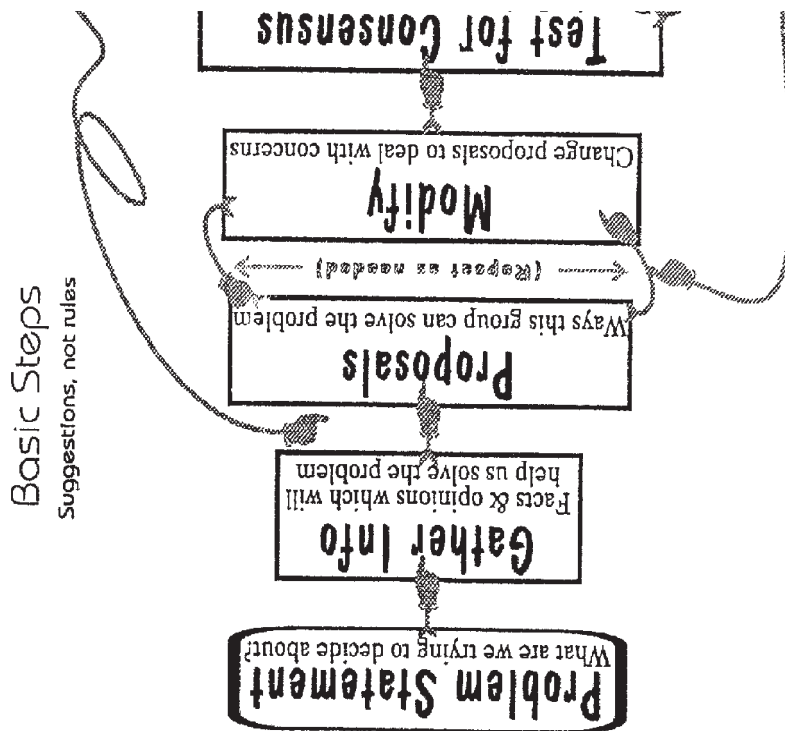 Basic Steps
Suggestions, not rules
Problem Statement
What are we trying to decide about?
Gather Info
Facts & opinions which will
help us solve the problem
Proposals
Ways this group can solve the problem
(Repeat as needed)
Modify
Change proposals to deal with concerns
Test for Consensus